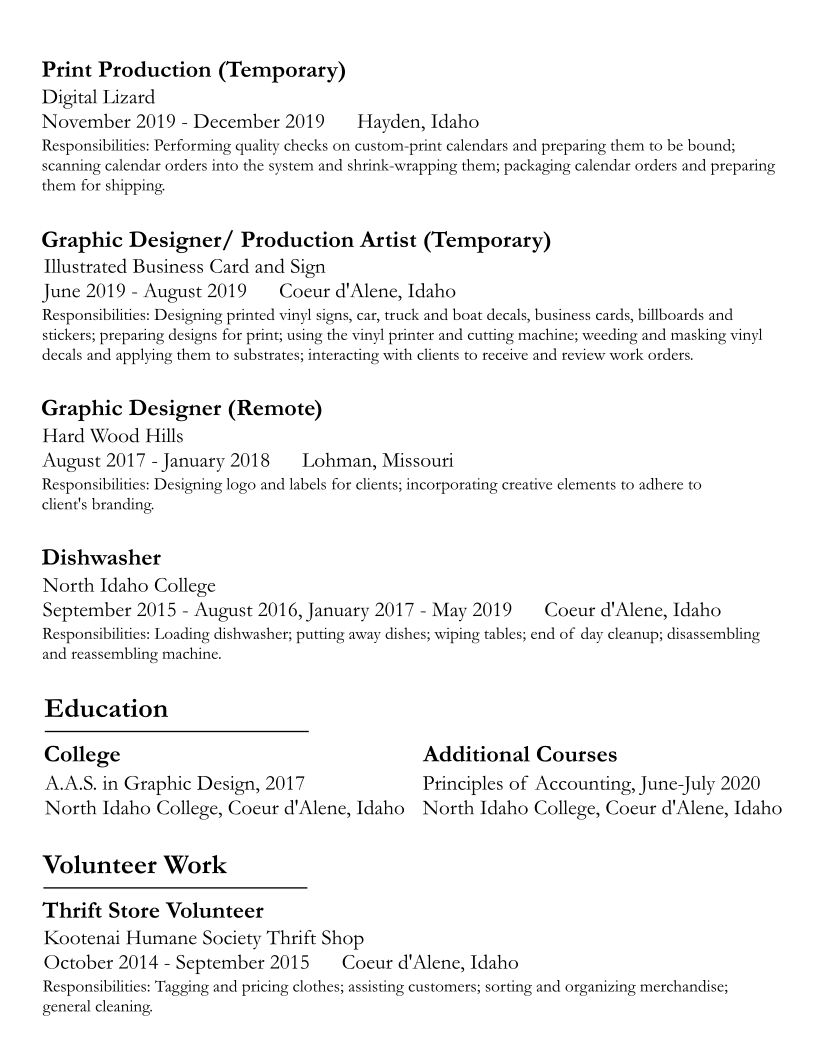 Print Production (Temporary)
Digital Lizard
November 2019 - December 2019 Hayden, Idaho
Responsibilities: Performing quality checks on custom-print calendars and preparing them to be bound;
scanning calendar orders into the system and shrink-wrapping them; packaging calendar orders and preparing
them for shipping.
Graphic Designer/ Production Artist (Temporary)
Illustrated Business Card and Sign
June 2019 - August 2019 Coeur d'Alene, Idaho
Responsibilities: Designing printed vinyl signs, car, truck and boat decals, business cards, billboards and
stickers; preparing designs for print; using the vinyl printer and cutting machine; weeding and masking vinyl
decals and applying them to substrates; interacting with clients to receive and review work orders.
Graphic Designer (Remote)
Hard Wood Hills
August 2017 - January 2018 Lohman, Missouri
Responsibilities: Designing logo and labels for clients; incorporating creative elements to adhere to
client's branding.
Dishwasher
North Idaho College
September 2015 - August 2016, January 2017 - May 2019 Coeur d'Alene, Idaho
Responsibilities: Loading dishwasher; putting away dishes; wiping tables; end of day cleanup; disassembling
and reassembling machine.
Education
College
A.A.S. in Graphic Design, 2017
North Idaho College, Coeur d'Alene, Idaho
Additional Courses
Principles of Accounting, June-July 2020
North Idaho College, Coeur d'Alene, Idaho
Volunteer Work
Thrift Store Volunteer
Kootenai Humane Society Thrift Shop
October 2014 - September 2015 Coeur d'Alene, Idaho
Responsibilities: Tagging and pricing clothes; assisting customers; sorting and organizing merchandise;
general cleaning.